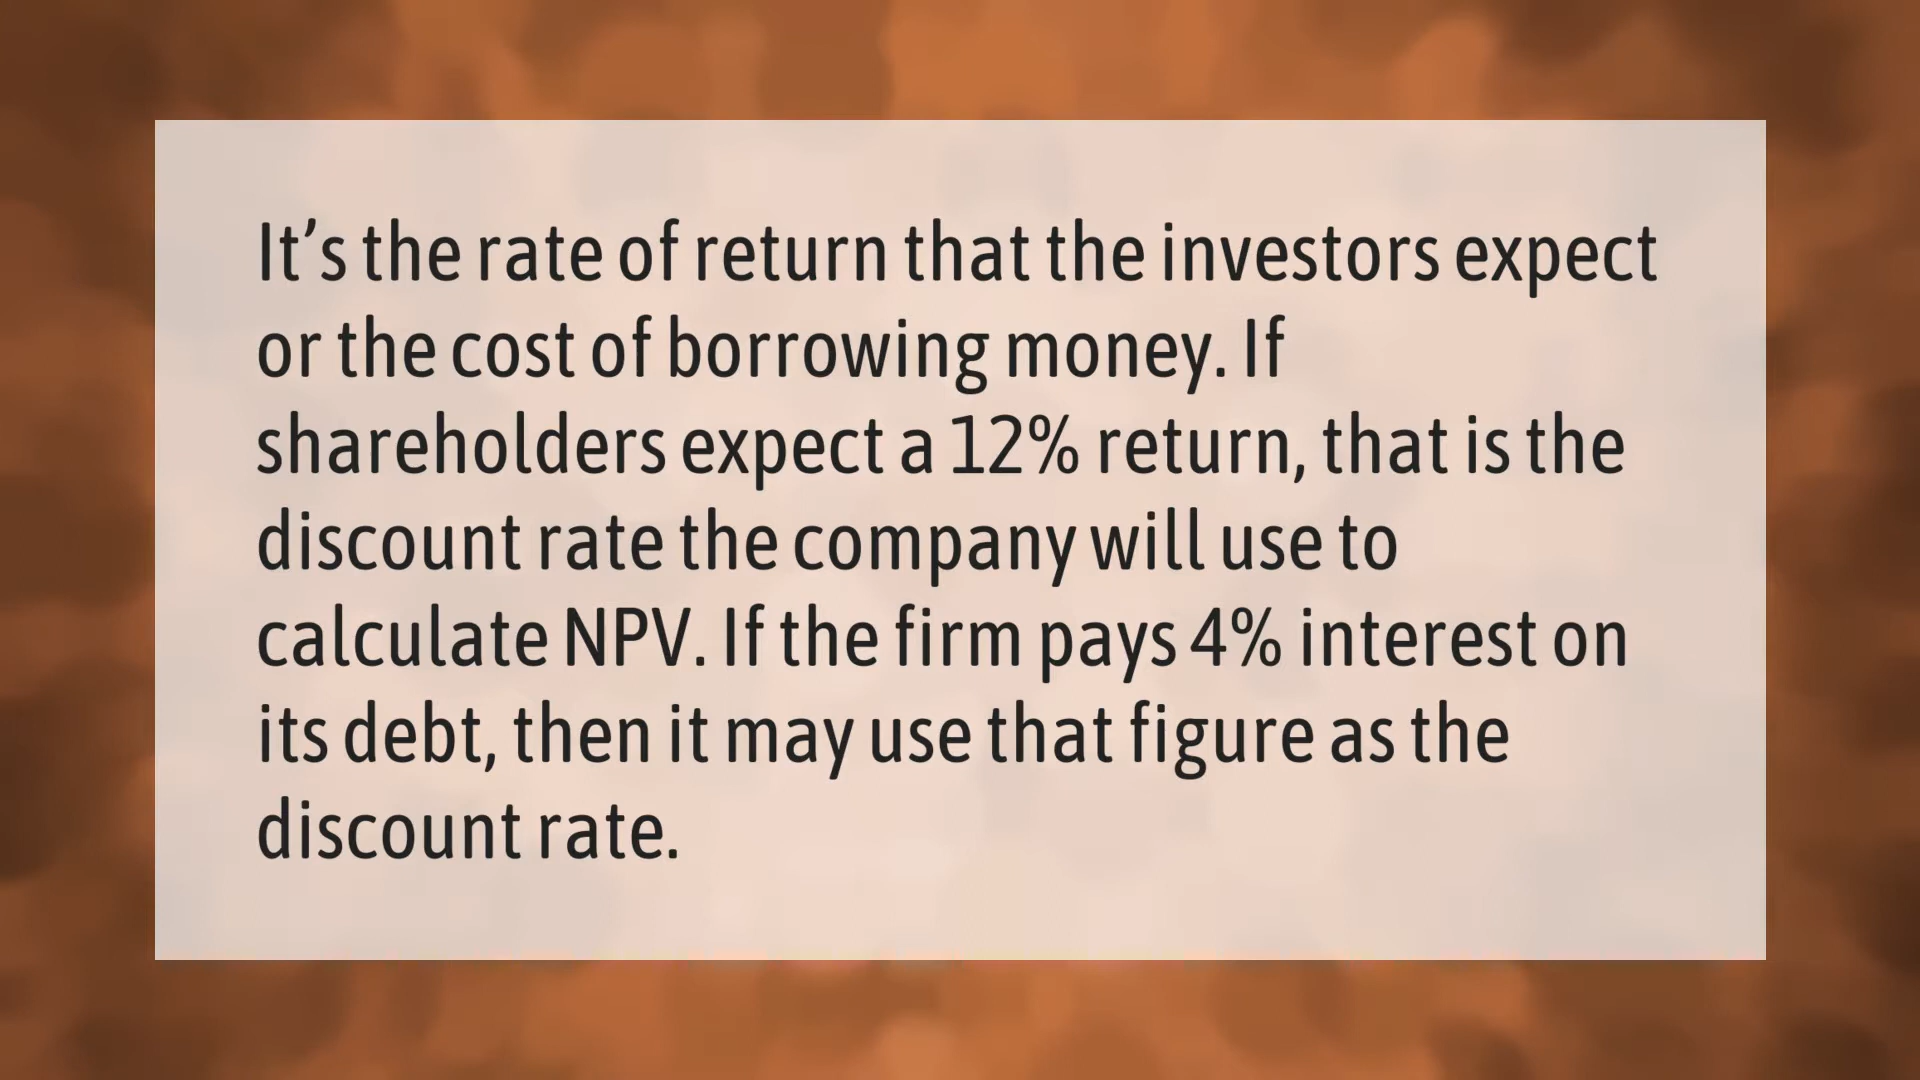 It’s the rate of return that the investors expect
or the cost of borrowing money. If
shareholders expect a 12% return, that is the
discount rate the company will use to
calculate NPV. If the firm pays 4% interest on
its debt, then it may use that figure as the
discount rate.